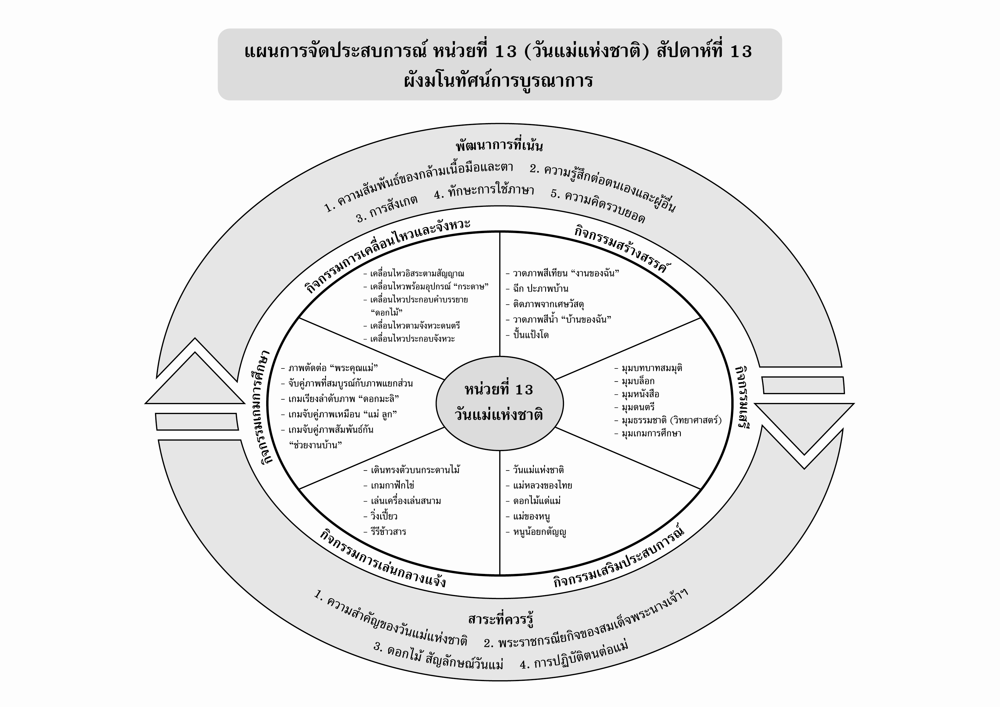 แผนการจัดประสบการณ์ หน่วยที่ 13 (วันแม่แห่งชาติ) สัปดาห์ที่ 13
ผังมโนทัศน์การบูรณาการ
พัฒนาการที่เน้น
1. ความสัมพันธ์ของกล้ามเนื้อมือและตา 2. ความรู้สึกต่อตนเองและผู้อื่น
3. การสังเกต 4. ทักษะการใช้ภาษา 5. ความคิดรวบยอด
กิจกรรมการเคลื่อนไหวและจังหวะ
- เคลื่อนไหวอิสระตามสัญญาณ
- เคลื่อนไหวพร้อมอุปกรณ์ “กระดาษ”
- เคลื่อนไหวประกอบคำบรรยาย
“ดอกไม้”
- เคลื่อนไหวตามจังหวะดนตรี
- เคลื่อนไหวประกอบจังหวะ
กิจกรรมสร้างสรรค์
- วาดภาพสีเทียน “งานของฉัน”
- ฉีก ปะภาพบ้าน
- ติดภาพจากเศษวัสดุ
- วาดภาพสีน้ำ “บ้านของฉัน”
- ปั้นแป้งโด
กิจกรรมเกมการศึกษา
- ภาพตัดต่อ “พระคุณแม่”
- จับคู่ภาพที่สมบูรณ์กับภาพแยกส่วน
- เกมเรียงลำดับภาพ “ดอกมะลิ”
- เกมจับคู่ภาพเหมือน “แม่ ลูก”
- เกมจับคู่ภาพสัมพันธ์กัน
“ช่วยงานบ้าน”
หน่วยที่ 13
วันแม่แห่งชาติ
กิจกรรมเสรี
- มุมบทบาทสมมุติ
- มุมบล็อก
- มุมหนังสือ
- มุมดนตรี
- มุมธรรมชาติ (วิทยาศาสตร์)
- มุมเกมการศึกษา
- เดินทรงตัวบนกระดานไม้
- เกมกาฟักไข่
- เล่นเครื่องเล่นสนาม
- วิ่งเปี้ยว
- รีรีข้าวสาร
กิจกรรมการเล่นกลางแจ้ง
- วันแม่แห่งชาติ
- แม่หลวงของไทย
- ดอกไม้แด่แม่
- แม่ของหนู
- หนูน้อยกตัญญู
กิจกรรมเสริมประสบการณ์
สาระที่ควรรู้
1. ความสำคัญของวันแม่แห่งชาติ 2. พระราชกรณียกิจของสมเด็จพระนางเจ้าฯ
3. ดอกไม้ สัญลักษณ์วันแม่ 4. การปฏิบัติตนต่อแม่